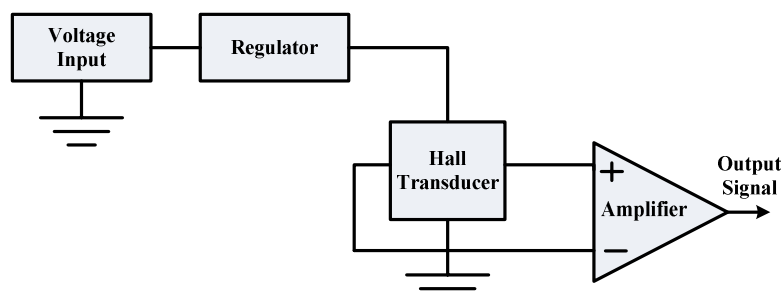 Voltage
Input
Regulator
Hall
Transducer
+
Amplifier
−
Output
Signal